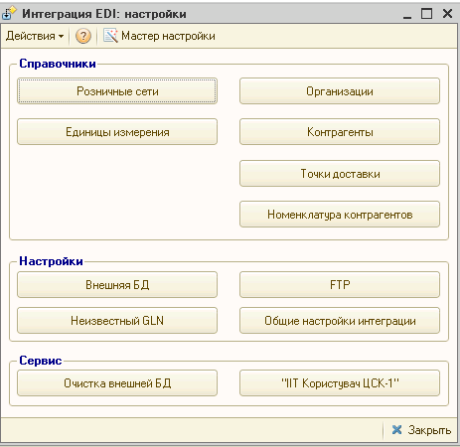 Интеграция EDI: настройки
Действия Мастер настройки
Справочники
Розничные сети Организации
Единицы измерения Контрагенты
Точки доставки
Номенклатура контрагентов
Настройки
Внешняя БД FTP
Неизвестный GLN Общие настройки интеграции
Сервис
Очистка внешней БД "ІІТ Користувач ЦСК-1"
Закрыть